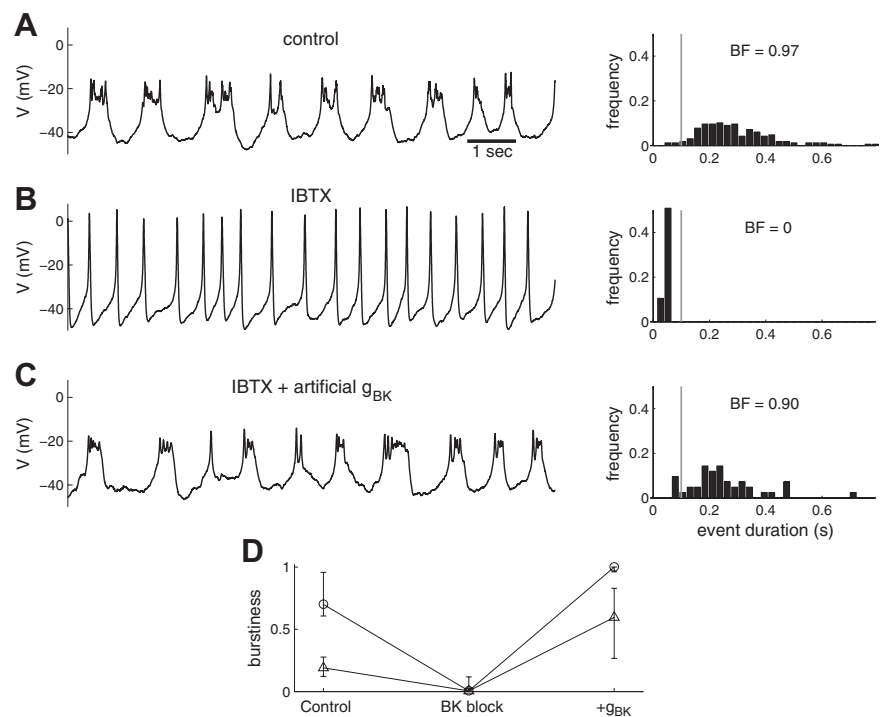 A
control
0
−20
−40
V (mV)
1 sec
BF = 0.97
frequency
0.4
0.2
0
0 0.2 0.4 0.6
B
IBTX
0
−20
−40
V (mV)
BF = 0
frequency
0.4
0.2
0
0 0.2 0.4 0.6
C
IBTX + artificial gBK
0
−20
−40
V (mV)
BF = 0.90
frequency
0.4
0.2
0
0 0.2 0.4 0.6
event duration (s)
D
burstiness
1
0.5
0
Control BK block +gBK